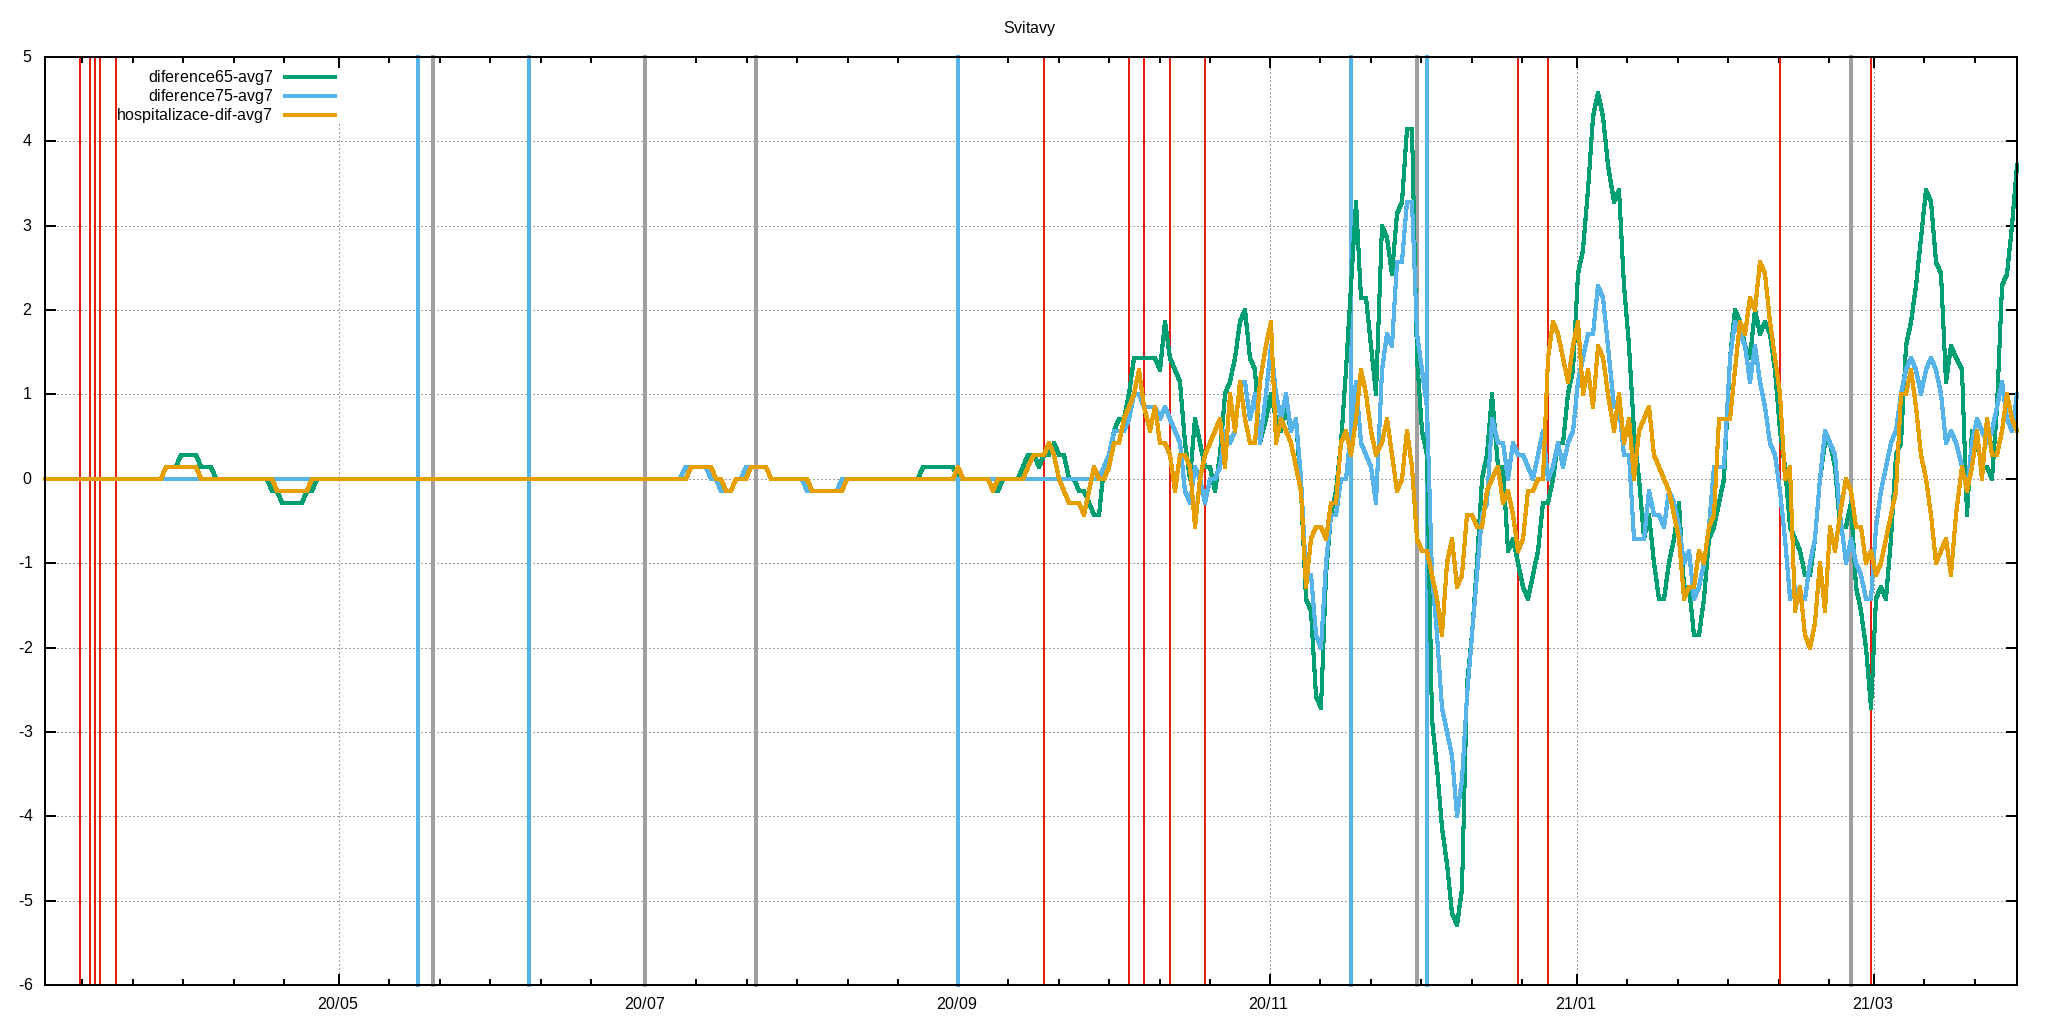 Svitavy
5
diference65-avg7
diference75-avg7
hospitalizace-dif-avg7
4
3
2
1
0
-1
-2
-3
-4
-5
-6
20/05 20/07 20/09 20/11 21/01 21/03